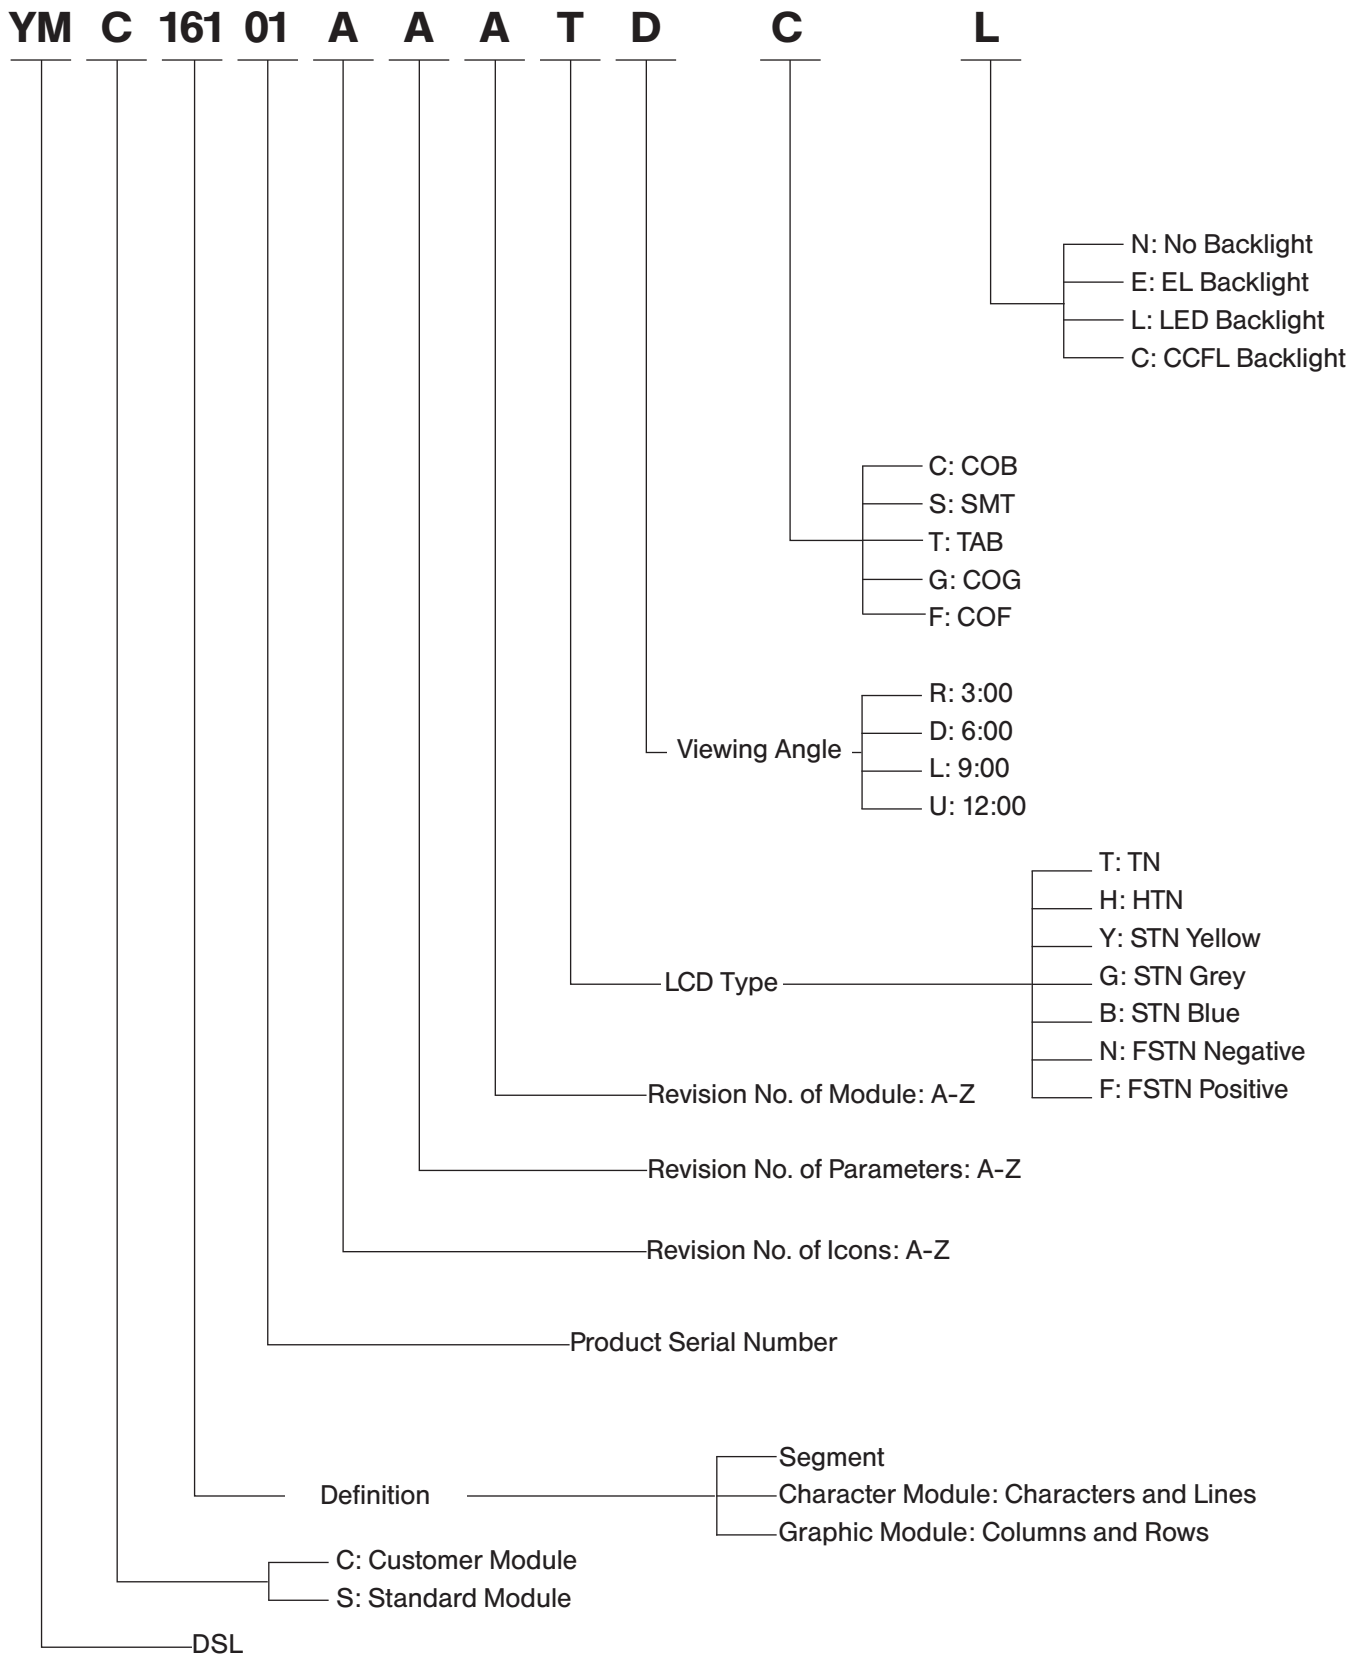 YM C 161 01 A A A T D C L
N: No Backlight
E: EL Backlight
L: LED Backlight
C: CCFL Backlight
C: COB
S: SMT
T: TAB
G: COG
F: COF
Viewing Angle
R: 3:00
D: 6:00
L: 9:00
U: 12:00
LCD Type
T: TN
H: HTN
Y: STN Yellow
G: STN Grey
B: STN Blue
N: FSTN Negative
F: FSTN Positive
Revision No. of Module: A-Z
Revision No. of Parameters: A-Z
Revision No. of Icons: A-Z
Product Serial Number
Definition
Segment
Character Module: Characters and Lines
Graphic Module: Columns and Rows
C: Customer Module
S: Standard Module
DSL